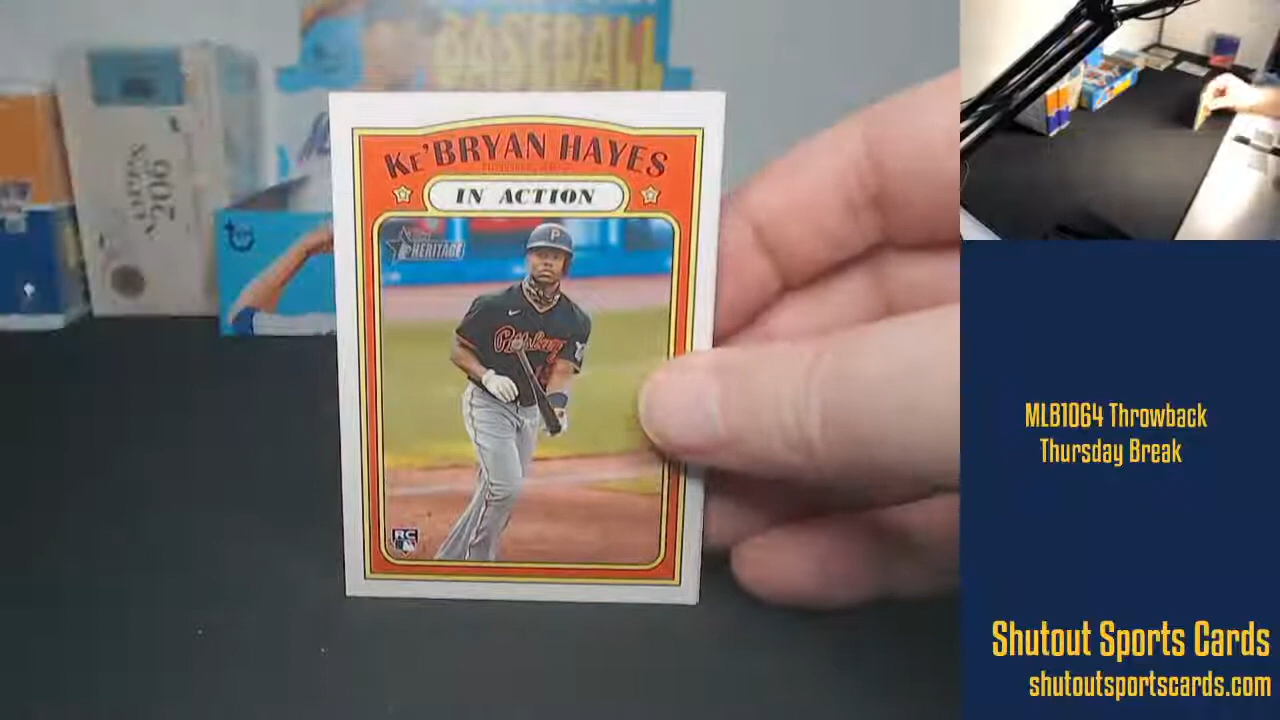 BASEBALL
TOPPS
206
KE'BRYAN HAYES
IN ACTION
HERITAGE
P
Pittsburgh
RC
MLB1064 Throwback
Thursday Break
Shutout Sports Cards
shutoutsportscards.com